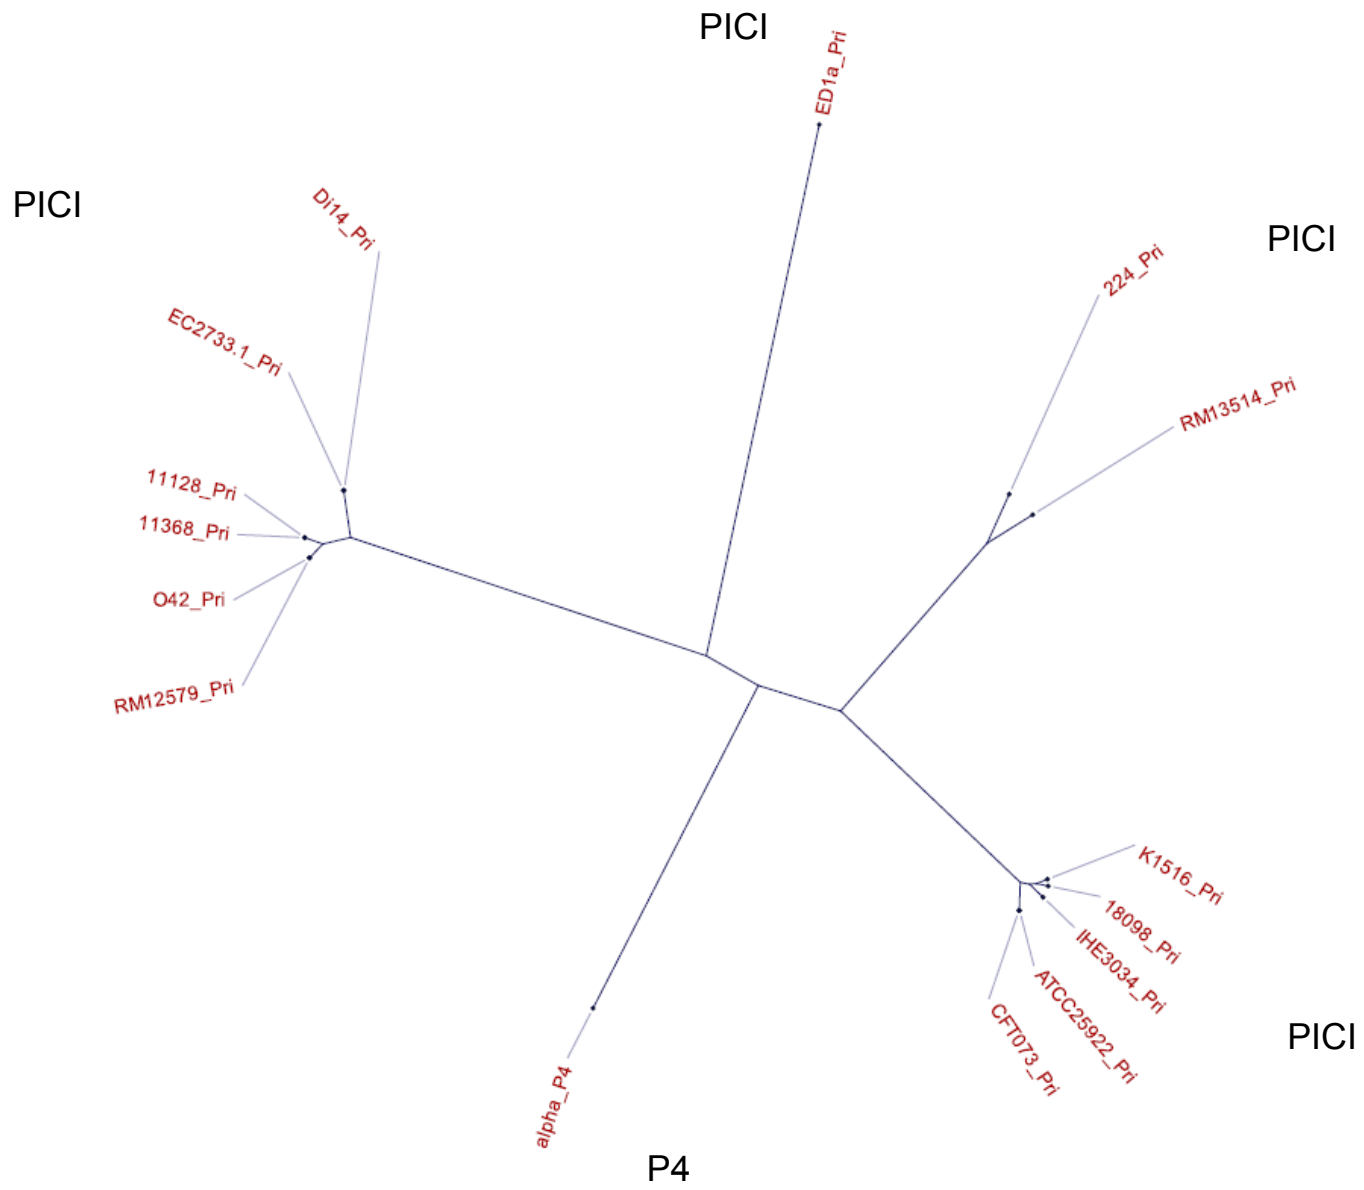 PICI
ED1a_Pri
PICI
Di14_Pri
PICI
224_Pri
EC2733.1_Pri
RM13514_Pri
11128_Pri
11368_Pri
O42_Pri
RM12579_Pri
K1516_Pri
18098_Pri
IHE3034_Pri
ATCC25922_Pri
CFT073_Pri
PICI
alpha_P4
P4